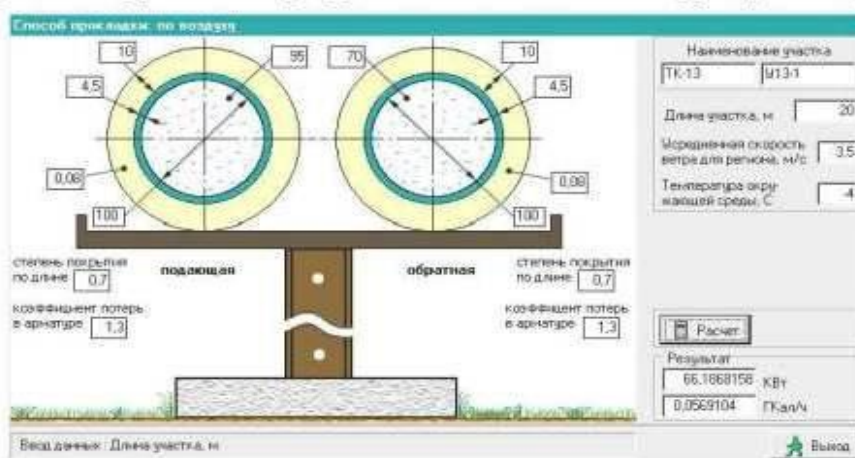 Способ прокладки: по воздуху
10
95
70
10
4,5
4,5
0,08
0,08
100
100
подающая
обратная
степень покрытия
по длине 0,7
степень покрытия
по длине 0,7
коэффициент потерь
в арматуре 1,3
коэффициент потерь
в арматуре 1,3
Наименование участка
ТК-13 У13-1
Длина участка, м 20
Усредненная скорость
ветра для региона, м/с 3,5
Температура окру-
жающей среды, С -4
Расчет
Результат
66,1868158 КВт
0,0569104 ГКал/ч
Ввод данных: Длина участка, м
Выход